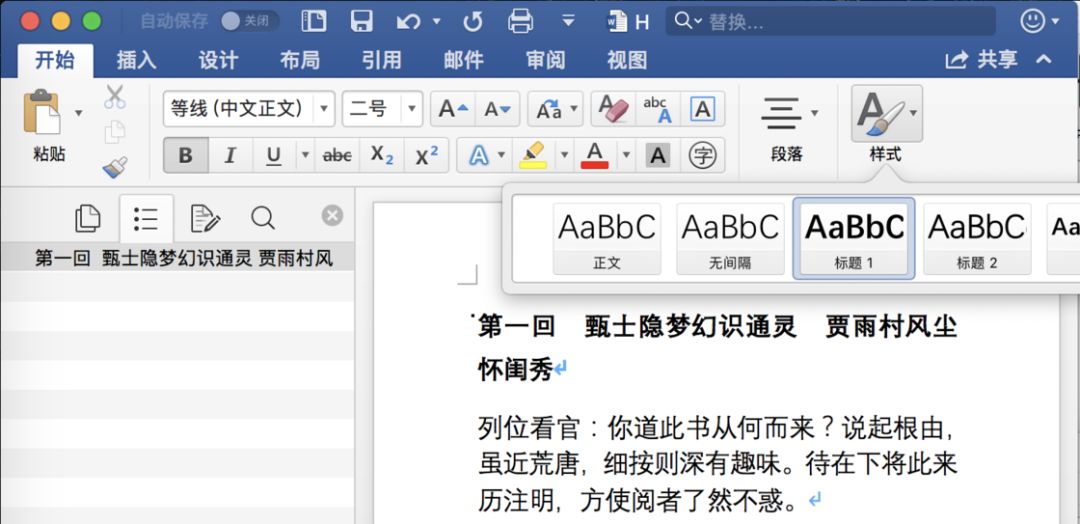 自动保存 关闭 H 替换...
开始 插入 设计 布局 引用 邮件 审阅 视图 共享
粘贴 等线 (中文正文) 二号 A A Aa A abc A A 段落 样式
B I U abc X2 X2 A A A 字
AaBbC AaBbC AaBbC AaBbC Aa
正文 无间隔 标题 1 标题 2
第一回 甄士隐梦幻识通灵 贾雨村风
第一回 甄士隐梦幻识通灵 贾雨村风尘
怀闺秀
列位看官：你道此书从何而来？说起根由，
虽近荒唐，细按则深有趣味。待在下将此来
历注明，方使阅者了然不惑。